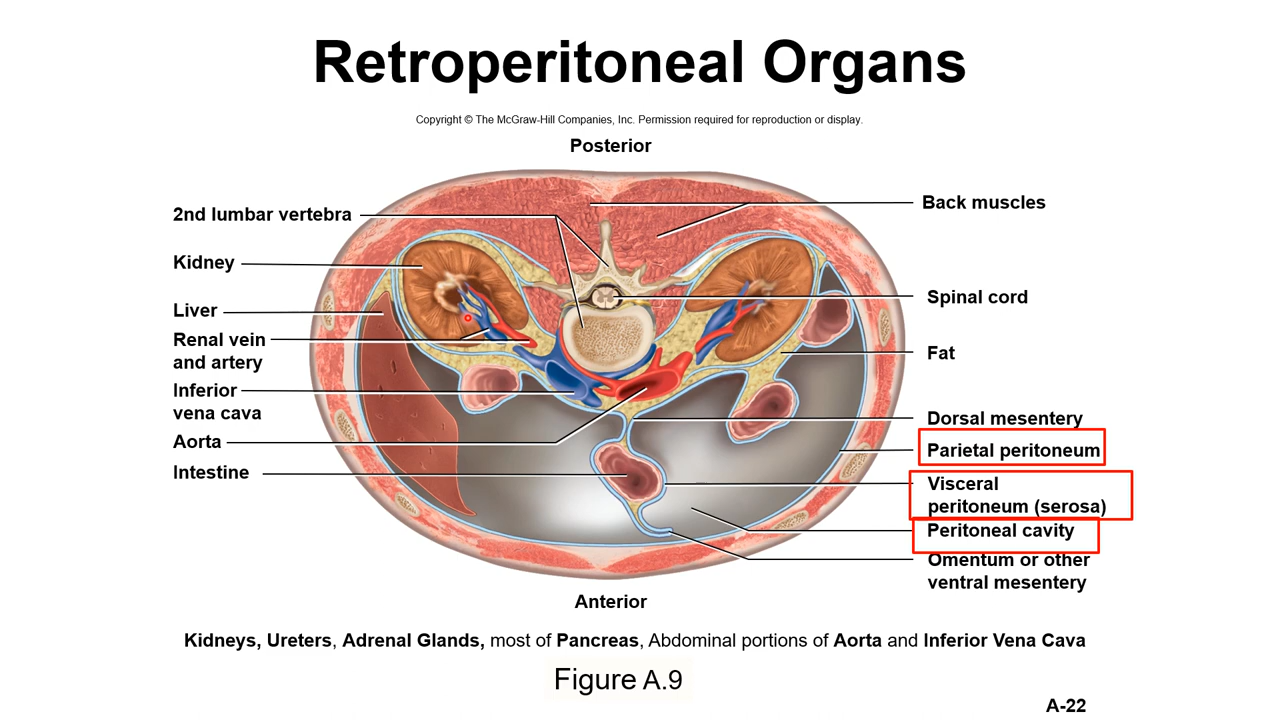 Retroperitoneal Organs
Copyright © The McGraw-Hill Companies, Inc. Permission required for reproduction or display.
Posterior
2nd lumbar vertebra
Kidney
Liver
Renal vein
and artery
Inferior
vena cava
Aorta
Intestine
Back muscles
Spinal cord
Fat
Dorsal mesentery
Parietal peritoneum
Visceral
peritoneum (serosa)
Peritoneal cavity
Omentum or other
ventral mesentery
Anterior
Kidneys, Ureters, Adrenal Glands, most of Pancreas, Abdominal portions of Aorta and Inferior Vena Cava
Figure A.9
A-22